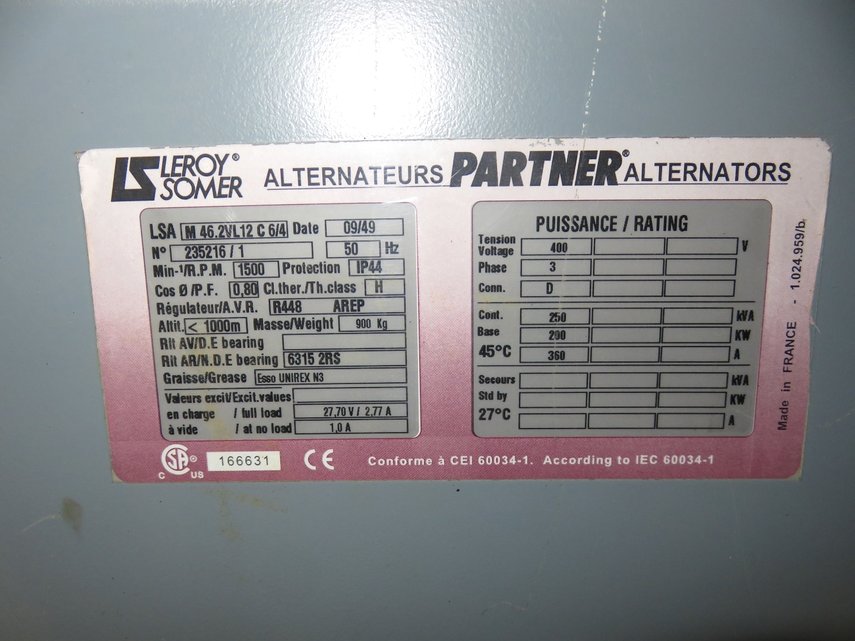 LS LEROY® SOMER ALTERNATEURS PARTNER® ALTERNATORS
LSA M 46.2VL12 C 6/4 Date 09/49
N° 235216 / 1 50 Hz
Min-¹/R.P.M. 1500 Protection IP44
Cos Ø /P.F. 0,80 Cl.ther./Th.class H
Régulateur/A.V.R. R448 AREP
Altit. < 1000m Masse/Weight 900 Kg
Rlt AV/D.E bearing
Rlt AR/N.D.E bearing 6315 2RS
Graisse/Grease Esso UNIREX N3
Valeurs excit/Excit.values
en charge / full load 27,70 V / 2,77 A
à vide / at no load 1,0 A
PUISSANCE / RATING
Tension Voltage 400 V
Phase 3
Conn. D
Cont. 250 kVA
Base 200 KW
45°C 360 A
Secours kVA
Std by KW
27°C A
C SA® US 166631 CE Conforme à CEI 60034-1. According to IEC 60034-1
Made in FRANCE - 1.024.959/b